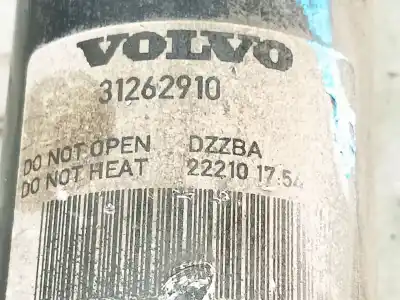 VOLVO
31262910
DO NOT OPEN DZZBA
DO NOT HEAT 22210 17:54